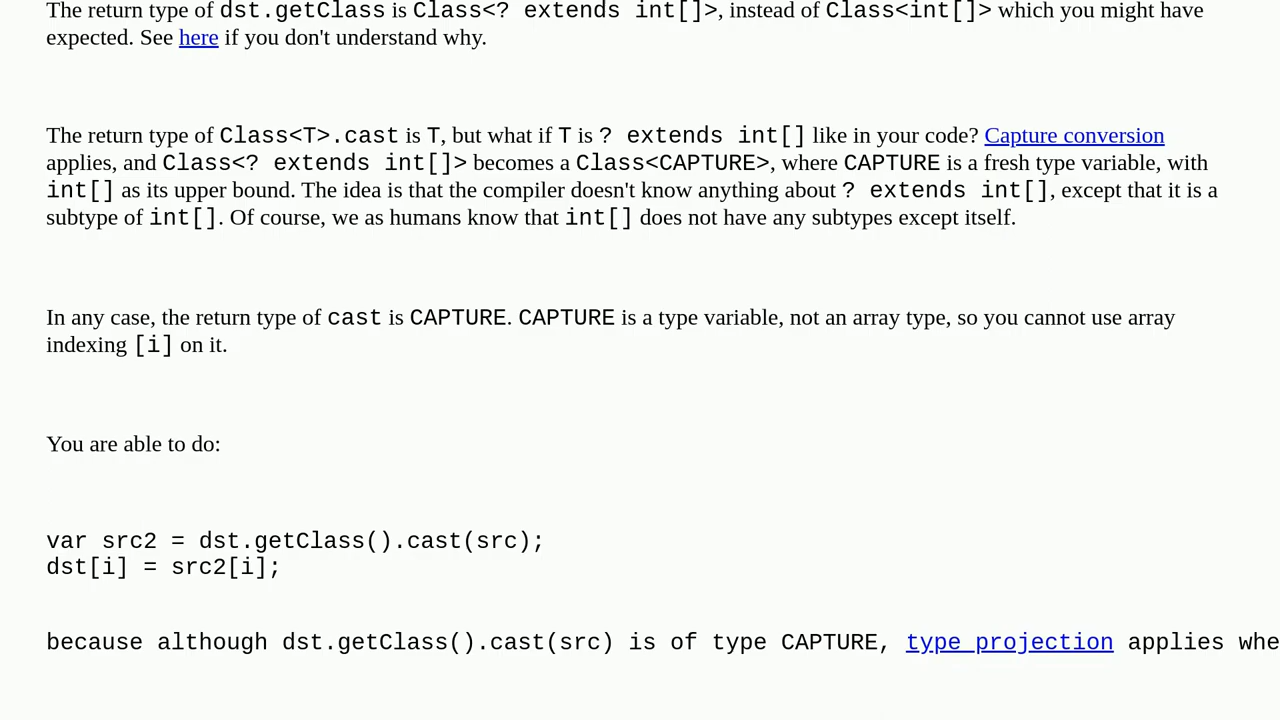 The return type of dst.getClass is Class<? extends int[]>, instead of Class<int[]> which you might have
expected. See here if you don't understand why.
The return type of Class<T>.cast is T, but what if T is ? extends int[] like in your code? Capture conversion
applies, and Class<? extends int[]> becomes a Class<CAPTURE>, where CAPTURE is a fresh type variable, with
int[] as its upper bound. The idea is that the compiler doesn't know anything about ? extends int[], except that it is a
subtype of int[]. Of course, we as humans know that int[] does not have any subtypes except itself.
In any case, the return type of cast is CAPTURE. CAPTURE is a type variable, not an array type, so you cannot use array
indexing [i] on it.
You are able to do:
var src2 = dst.getClass().cast(src);
dst[i] = src2[i];
because although dst.getClass().cast(src) is of type CAPTURE, type projection applies whe